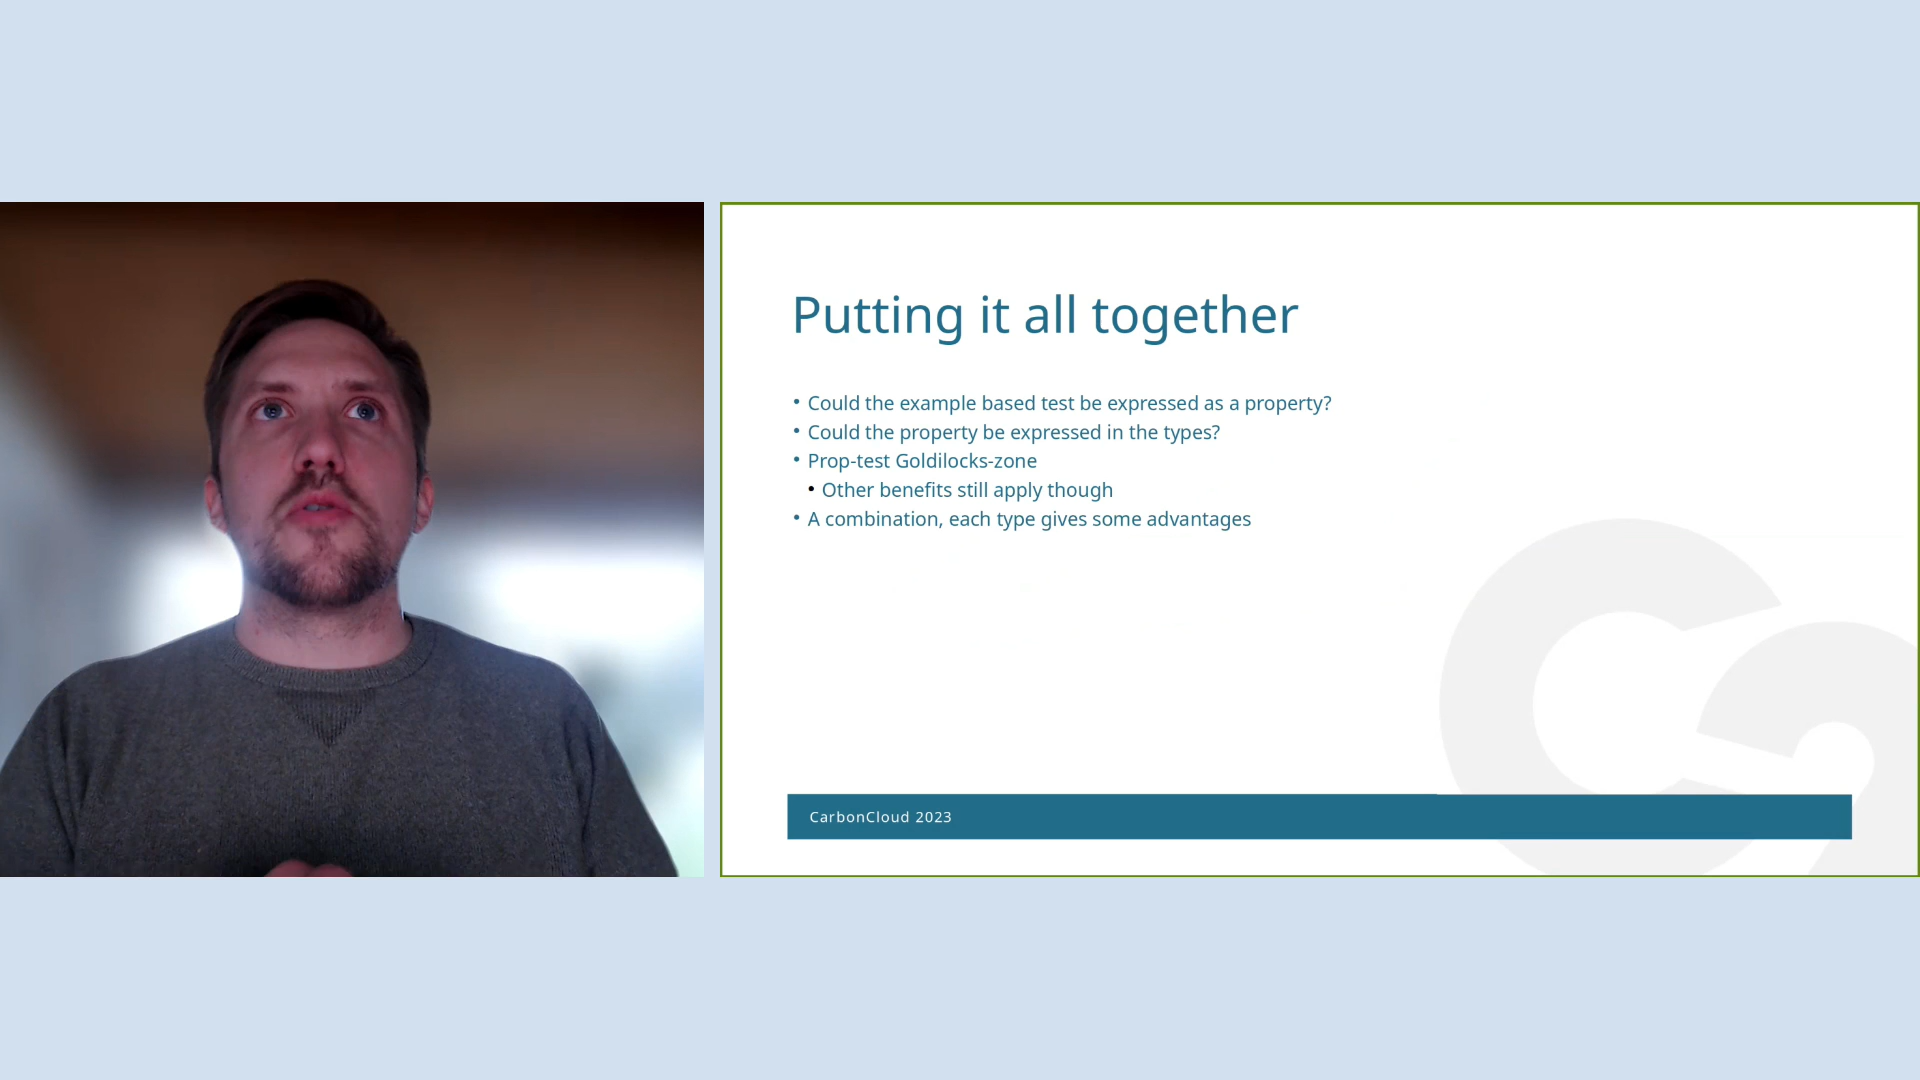 Putting it all together
• Could the example based test be expressed as a property?
• Could the property be expressed in the types?
• Prop-test Goldilocks-zone
• Other benefits still apply though
• A combination, each type gives some advantages
CarbonCloud 2023